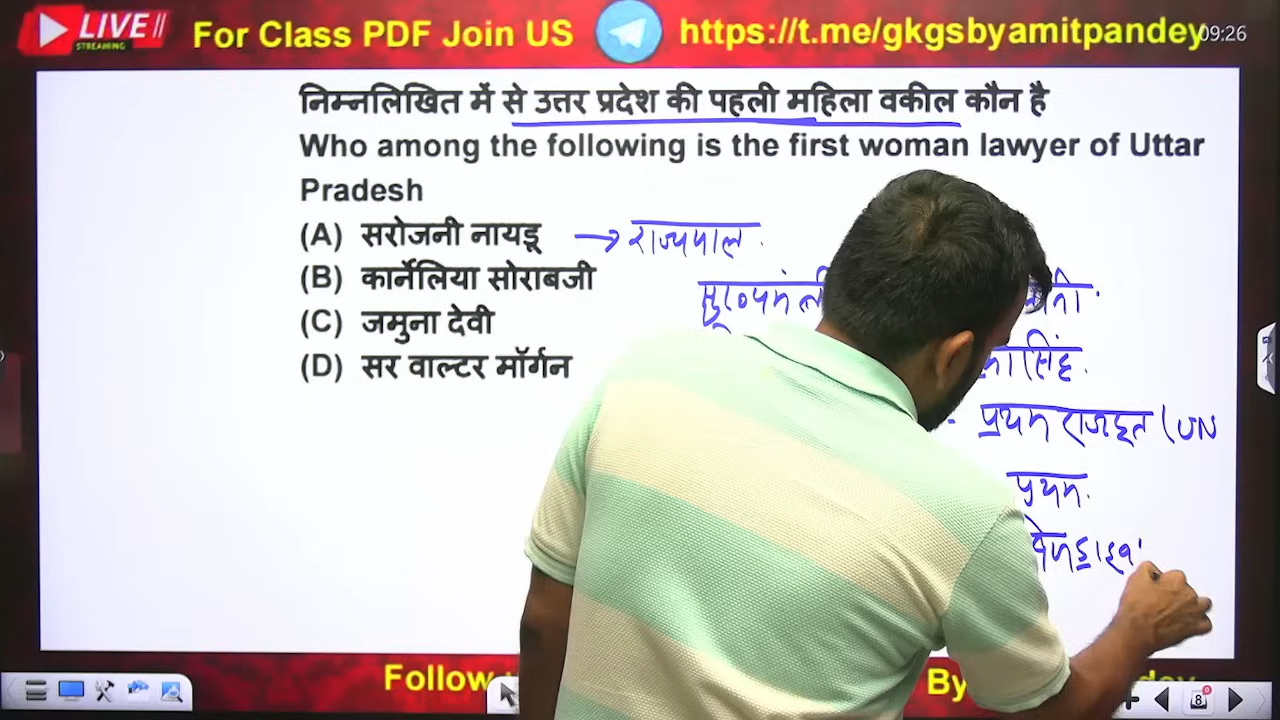 LIVE
STREAMING
For Class PDF Join US
https://t.me/gkgsbyamitpandey
09:26
निम्नलिखित में से उत्तर प्रदेश की पहली महिला वकील कौन है
Who among the following is the first woman lawyer of Uttar
Pradesh
(A) सरोजनी नायडू → राज्यपाल
(B) कार्नेलिया सोराबजी
(C) जमुना देवी
(D) सर वाल्टर मॉर्गन
प्रथम राजदूत (UN
प्रथम
Follow
By
8